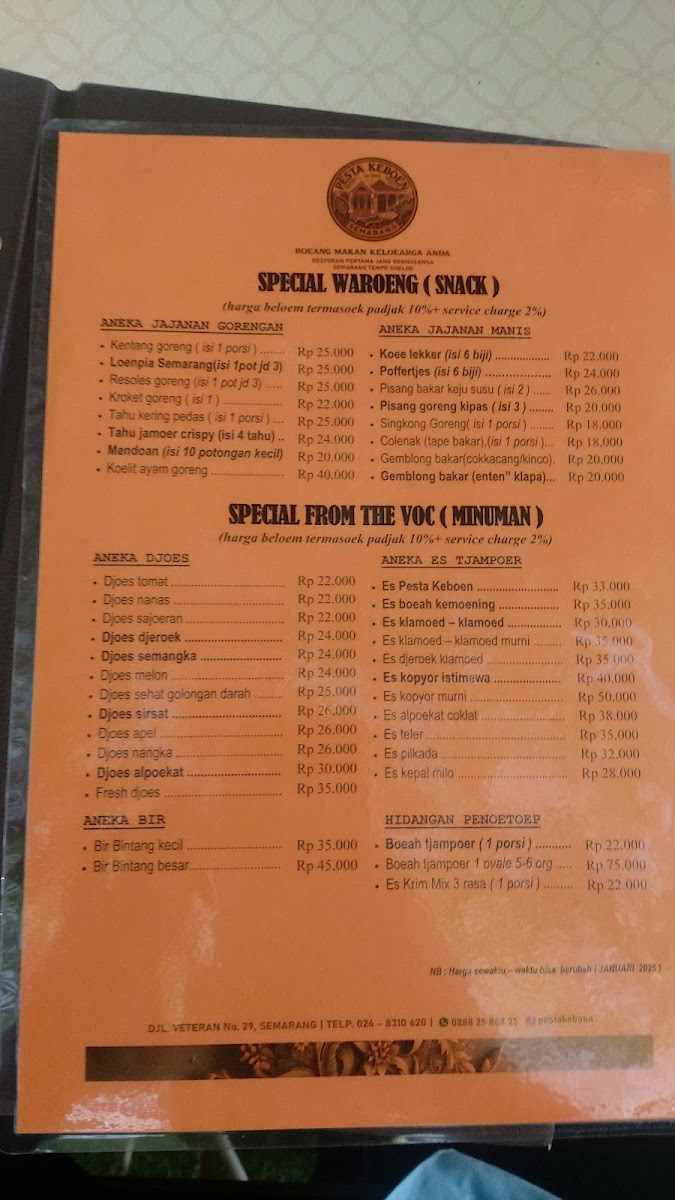 PESTA KEBOEN
SEMARANG
ROEANG MAKAN KELOEARGA ANDA
RESTORAN PERTAMA JANG BERNOEANSA
SEMARANG TEMPO DOELOE
SPECIAL WAROENG ( SNACK )
(harga beloem termasoek padjak 10%+ service charge 2%)
ANEKA JAJANAN GORENGAN
• Kentang goreng ( isi 1 porsi ) ........ Rp 25.000
• Loenpia Semarang(isi 1pot jd 3) Rp 25.000
• Resoles goreng (isi 1 pot jd 3) ..... Rp 25.000
• Kroket goreng ( isi 1 ) .................. Rp 22.000
• Tahu kering pedas ( isi 1 porsi ) ... Rp 25.000
• Tahu jamoer crispy (isi 4 tahu) .. Rp 24.000
• Mendoan (isi 10 potongan kecil) Rp 20.000
• Koelit ayam goreng ...................... Rp 40.000
ANEKA JAJANAN MANIS
• Koee lekker (isi 6 biji) .................. Rp 22.000
• Poffertjes (isi 6 biji) ................... Rp 24.000
• Pisang bakar keju susu ( isi 2 ) ...... Rp 26.000
• Pisang goreng kipas ( isi 3 ) ........ Rp 20.000
• Singkong Goreng( isi 1 porsi ) ........ Rp 18.000
• Colenak (tape bakar),(isi 1 porsi )... Rp 18.000
• Gemblong bakar(cokkacang/kinco). Rp 20.000
• Gemblong bakar (enten" klapa)... Rp 20.000
SPECIAL FROM THE VOC ( MINUMAN )
(harga beloem termasoek padjak 10%+ service charge 2%)
ANEKA DJOES
• Djoes tomat ................................ Rp 22.000
• Djoes nanas ............................... Rp 22.000
• Djoes sajoeran ............................ Rp 22.000
• Djoes djeroek ............................. Rp 24.000
• Djoes semangka ........................ Rp 24.000
• Djoes melon ................................ Rp 24.000
• Djoes sehat golongan darah ........ Rp 25.000
• Djoes sirsat ................................ Rp 26.000
• Djoes apel ................................... Rp 26.000
• Djoes nangka .............................. Rp 26.000
• Djoes alpoekat ........................... Rp 30.000
• Fresh djoes ................................. Rp 35.000
ANEKA ES TJAMPOER
• Es Pesta Keboen ......................... Rp 33.000
• Es boeah kemoening .................. Rp 35.000
• Es klamoed – klamoed ................ Rp 30,000
• Es klamoed – klamoed murni ........ Rp 35.000
• Es djeroek klamoed ...................... Rp 35.000
• Es kopyor istimewa .................... Rp 40.000
• Es kopyor murni ........................... Rp 50.000
• Es alpoekat coklat ........................ Rp 38.000
• Es teler ......................................... Rp 35.000
• Es pilkada .................................... Rp 32.000
• Es kepal milo ............................... Rp 28.000
ANEKA BIR
• Bir Bintang kecil ........................... Rp 35.000
• Bir Bintang besar.......................... Rp 45.000
HIDANGAN PENOETOEP
• Boeah tjampoer ( 1 porsi ) ........... Rp 22.000
• Boeah tjampoer 1 ovale 5-6 org ..... Rp 75.000
• Es Krim Mix 3 rasa ( 1 porsi ) ......... Rp 22.000
NB : Harga sewaktu – waktu bisa berubah ( JANUARI 2025 )
DJL. VETERAN No. 29, SEMARANG | TELP. 024 – 8310 620 | 0888 25 868 25 pestakeboen